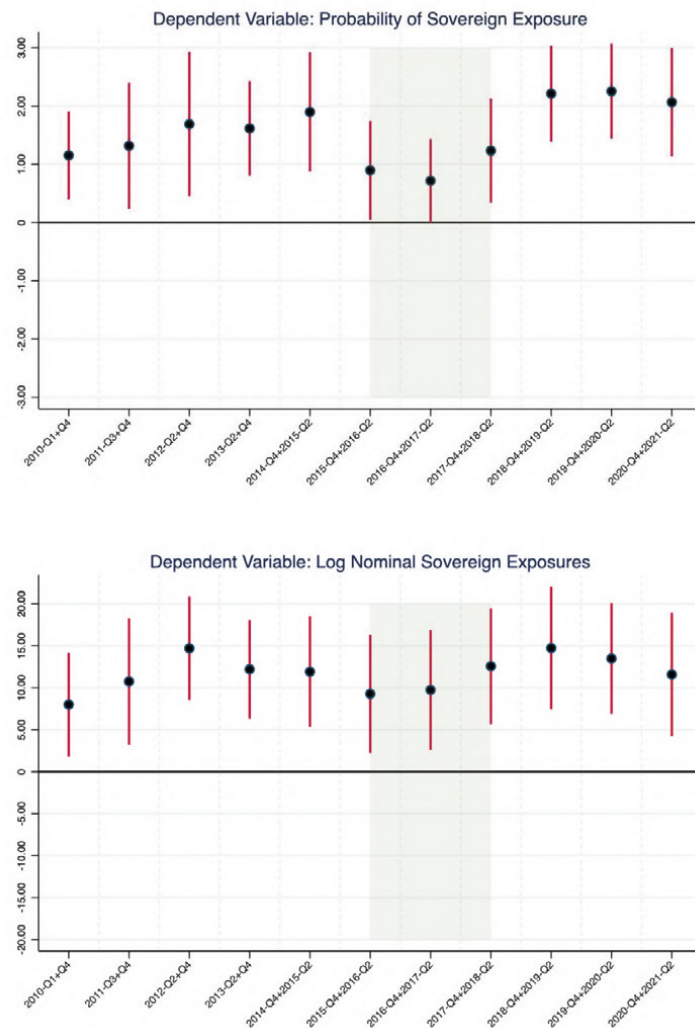 Dependent Variable: Probability of Sovereign Exposure
3.00
2.00
1.00
0
-1.00
-2.00
-3.00
2010-Q1+Q4
2011-Q3+Q4
2012-Q2+Q4
2013-Q2+Q4
2014-Q4+2015-Q2
2015-Q4+2016-Q2
2016-Q4+2017-Q2
2017-Q4+2018-Q2
2018-Q4+2019-Q2
2019-Q4+2020-Q2
2020-Q4+2021-Q2
Dependent Variable: Log Nominal Sovereign Exposures
20.00
15.00
10.00
5.00
0
-5.00
-10.00
-15.00
-20.00
2010-Q1+Q4
2011-Q3+Q4
2012-Q2+Q4
2013-Q2+Q4
2014-Q4+2015-Q2
2015-Q4+2016-Q2
2016-Q4+2017-Q2
2017-Q4+2018-Q2
2018-Q4+2019-Q2
2019-Q4+2020-Q2
2020-Q4+2021-Q2